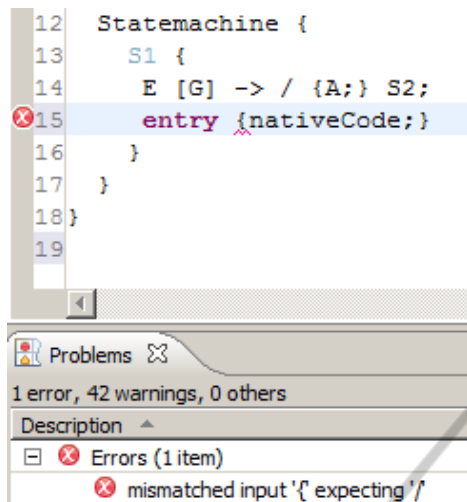 12 Statemachine {
13 S1 {
14 E [G] -> / {A;} S2;
15 entry {nativeCode;}
16 }
17 }
18 }
19
Problems
1 error, 42 warnings, 0 others
Description
Errors (1 item)
mismatched input '{' expecting '/'